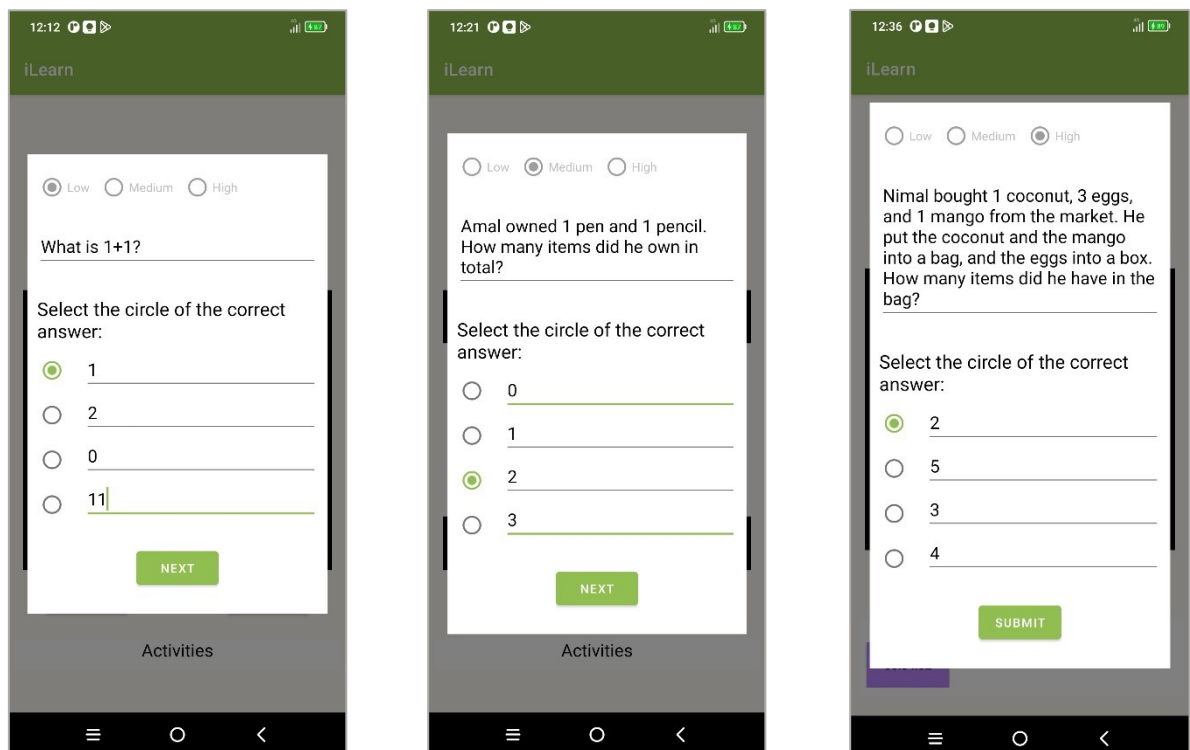 12:12
iLearn
Low Medium High
What is 1+1?
Select the circle of the correct
answer:
1
2
0
11
NEXT
Activities
12:21
iLearn
Low Medium High
Amal owned 1 pen and 1 pencil.
How many items did he own in
total?
Select the circle of the correct
answer:
0
1
2
3
NEXT
Activities
12:36
iLearn
Low Medium High
Nimal bought 1 coconut, 3 eggs,
and 1 mango from the market. He
put the coconut and the mango
into a bag, and the eggs into a box.
How many items did he have in the
bag?
Select the circle of the correct
answer:
2
5
3
4
SUBMIT